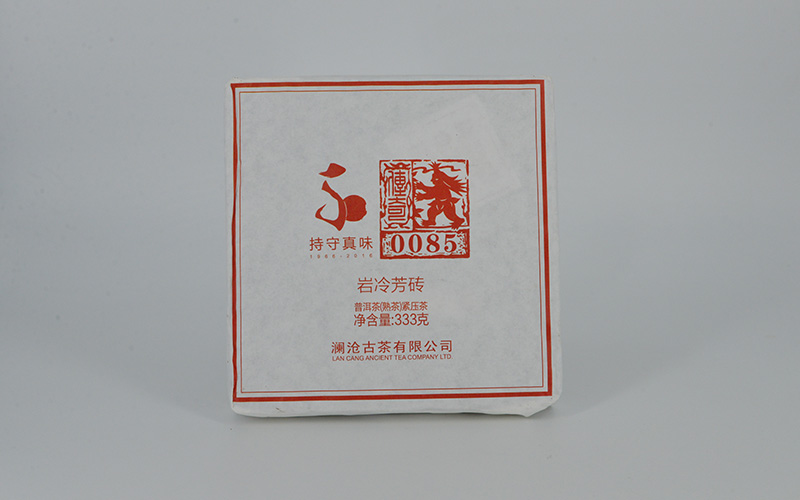 持守真味
0085
岩冷芳砖
普洱茶(熟茶)紧压茶
净含量:333克
澜沧古茶有限公司
LAN CANG ANCIENT TEA COMPANY LTD.